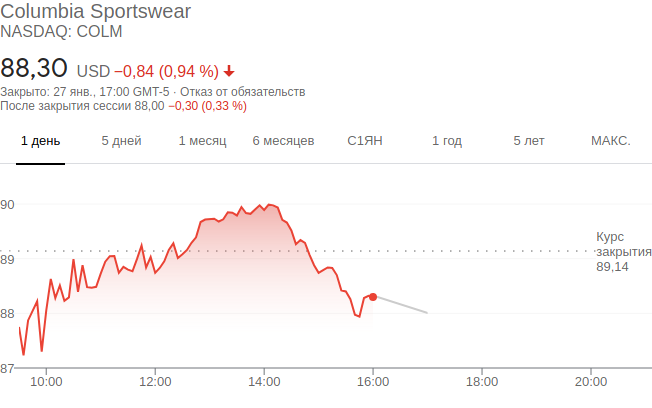 Columbia Sportswear
NASDAQ: COLM
88,30 USD −0,84 (0,94 %)
Закрыто: 27 янв., 17:00 GMT-5 · Отказ от обязательств
После закрытия сессии 88,00 −0,30 (0,33 %)
1 день 5 дней 1 месяц 6 месяцев С1ЯН 1 год 5 лет МАКС.
90
Курс
закрытия
89,14
89
88
87
10:00 12:00 14:00 16:00 18:00 20:00